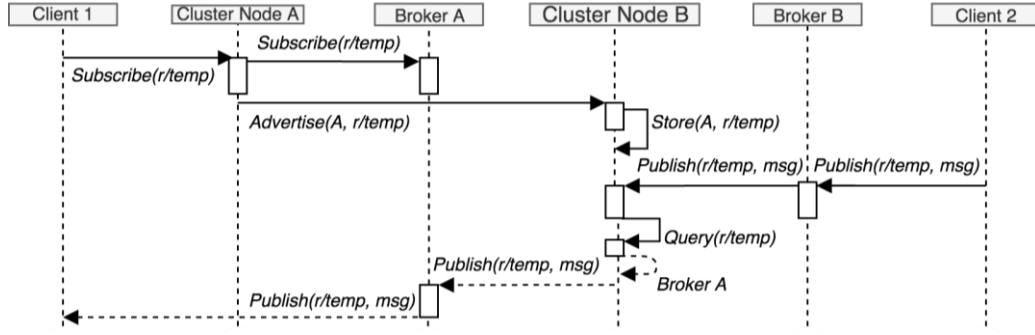 Client 1
Cluster Node A
Broker A
Cluster Node B
Broker B
Client 2
Subscribe(r/temp)
Subscribe(r/temp)
Advertise(A, r/temp)
Store(A, r/temp)
Publish(r/temp, msg)
Publish(r/temp, msg)
Query(r/temp)
Publish(r/temp, msg)
Broker A
Publish(r/temp, msg)